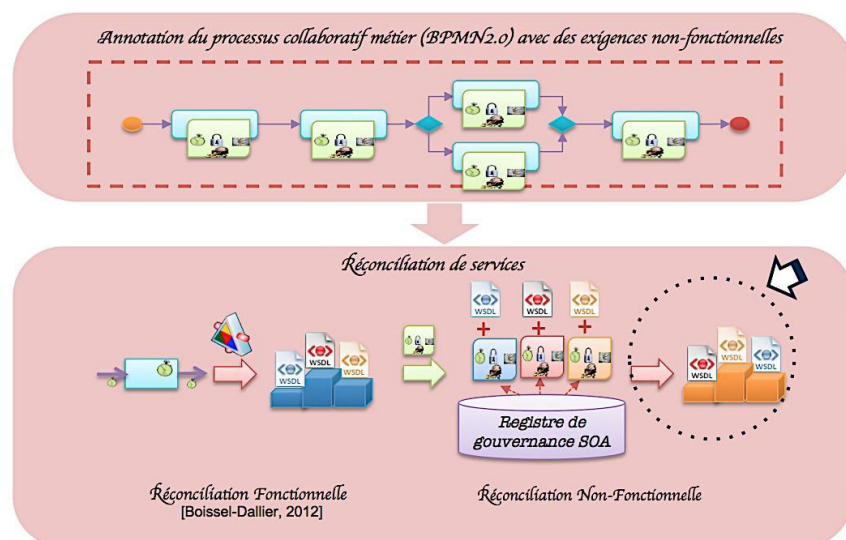 Annotation du processus collaboratif métier (BPMN2.0) avec des exigences non-fonctionnelles
Réconciliation de services
WSDL
WSDL
WSDL
WSDL
WSDL
WSDL
WSDL
WSDL
WSDL
Registre de
gouvernance SOA
Réconciliation Fonctionnelle
[Boissel-Dallier, 2012]
Réconciliation Non-Fonctionnelle